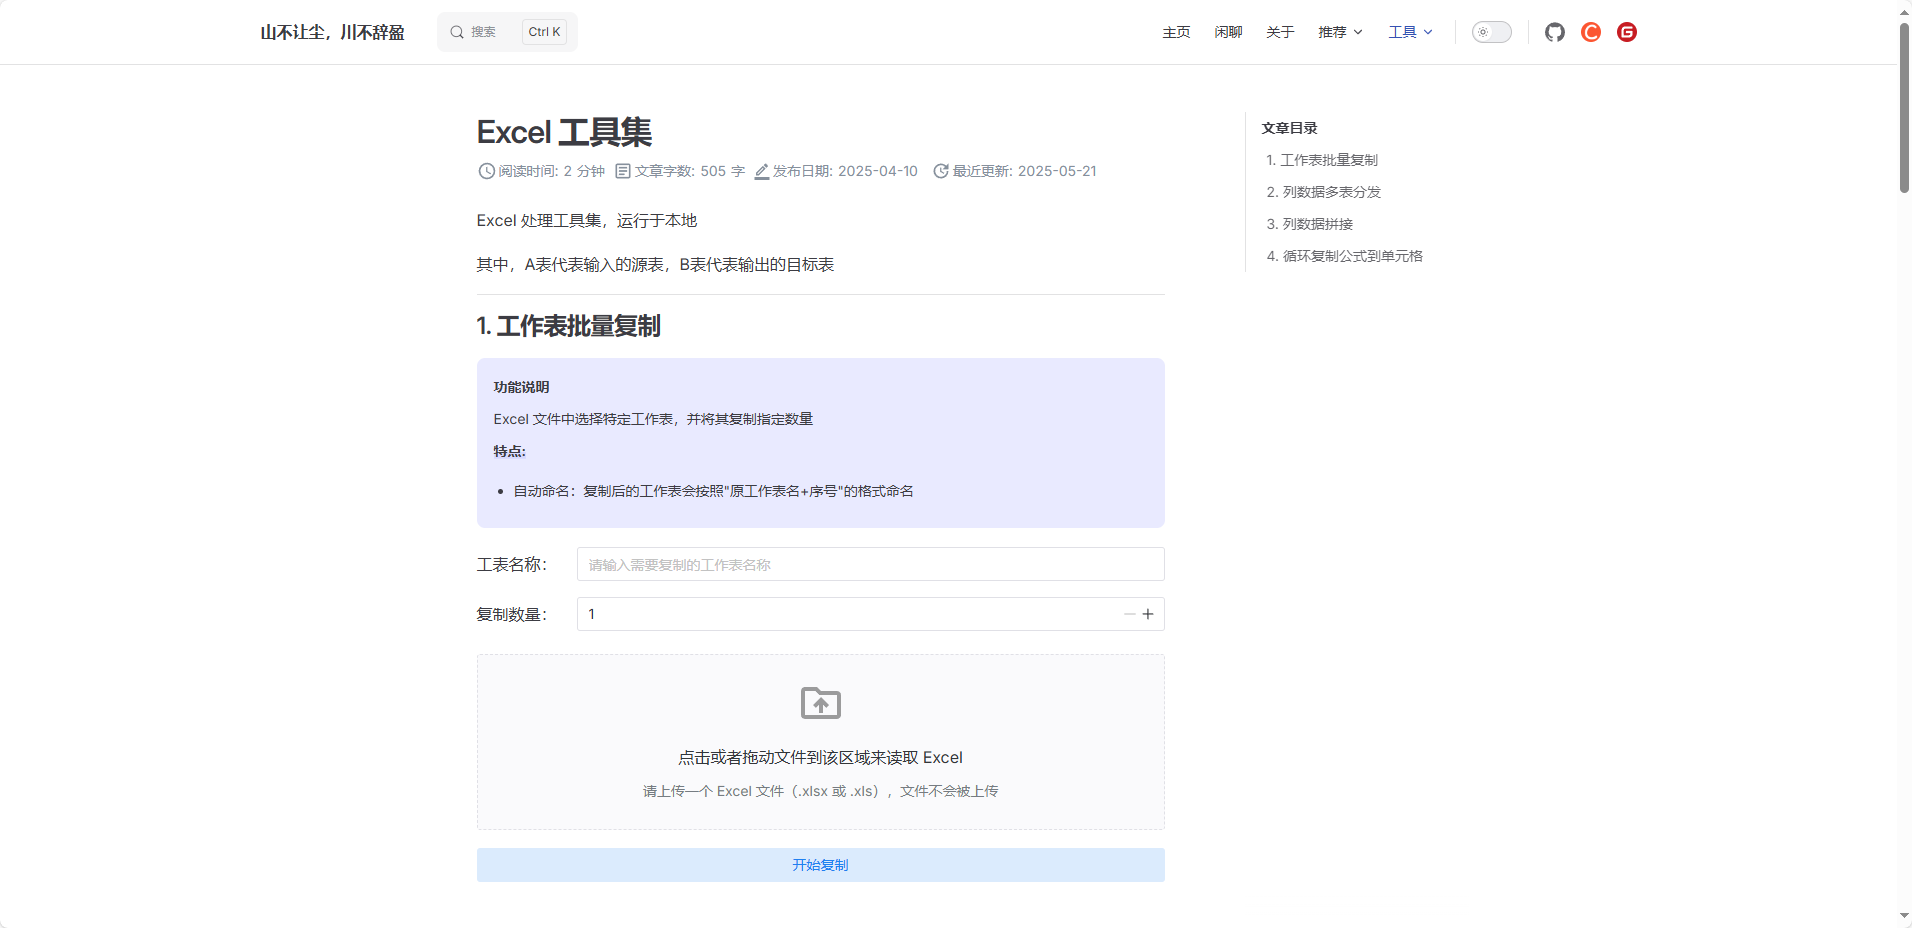 山不让尘，川不辞盈
搜索 Ctrl K
主页 闲聊 关于 推荐 工具
Excel 工具集
阅读时间: 2 分钟 文章字数: 505 字 发布日期: 2025-04-10 最近更新: 2025-05-21
Excel 处理工具集，运行于本地
其中，A表代表输入的源表，B表代表输出的目标表
1. 工作表批量复制
功能说明
Excel 文件中选择特定工作表，并将其复制指定数量
特点:
• 自动命名：复制后的工作表会按照"原工作表名+序号"的格式命名
工表名称： 请输入需要复制的工作表名称
复制数量： 1
点击或者拖动文件到该区域来读取 Excel
请上传一个 Excel 文件（.xlsx 或 .xls），文件不会被上传
开始复制
文章目录
1. 工作表批量复制
2. 列数据多表分发
3. 列数据拼接
4. 循环复制公式到单元格